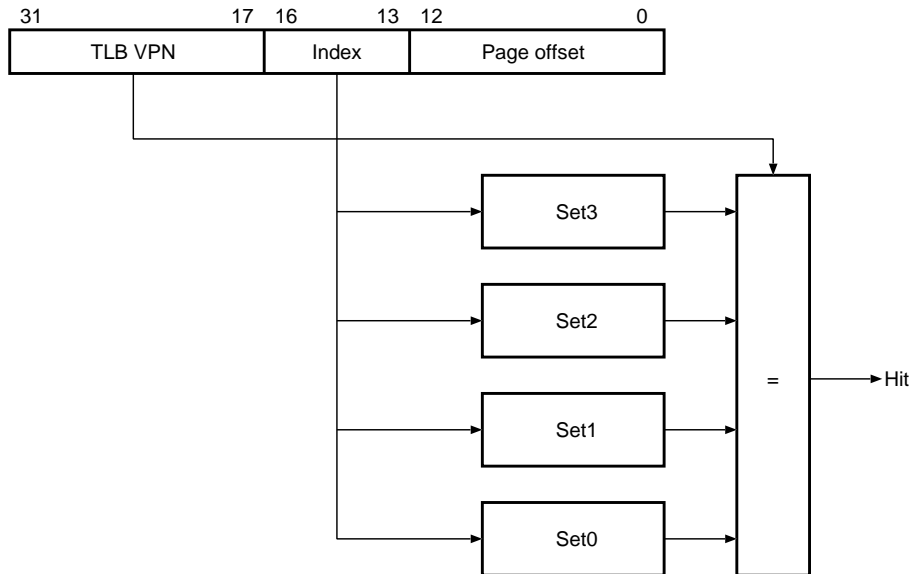 31 17 16 13 12 0
TLB VPN Index Page offset
Set3
Set2
=
Hit
Set1
Set0